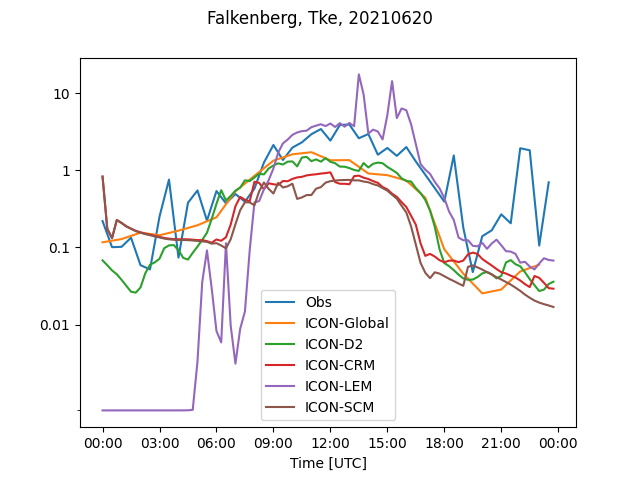 Falkenberg, Tke, 20210620
10
1
0.1
0.01
Obs
ICON-Global
ICON-D2
ICON-CRM
ICON-LEM
ICON-SCM
00:00 03:00 06:00 09:00 12:00 15:00 18:00 21:00 00:00
Time [UTC]